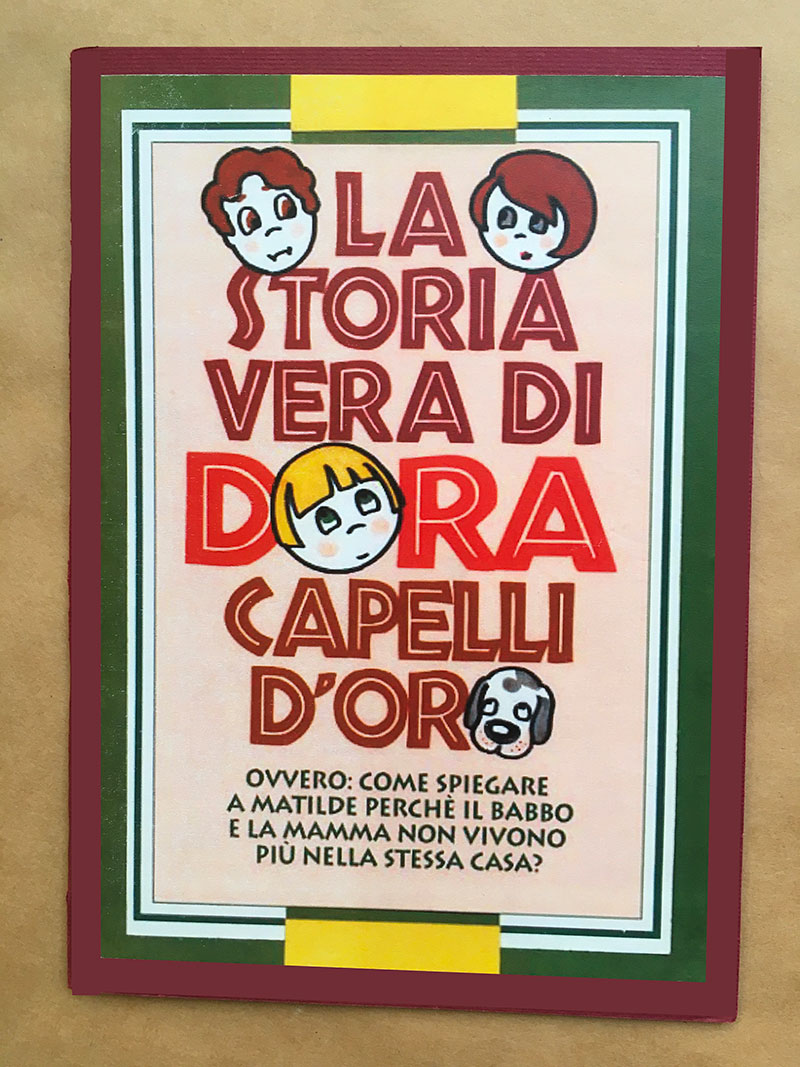 LA
STORIA
VERA DI
DORA
CAPELLI
D'ORO
OVVERO: COME SPIEGARE
A MATILDE PERCHÈ IL BABBO
E LA MAMMA NON VIVONO
PIÙ NELLA STESSA CASA?